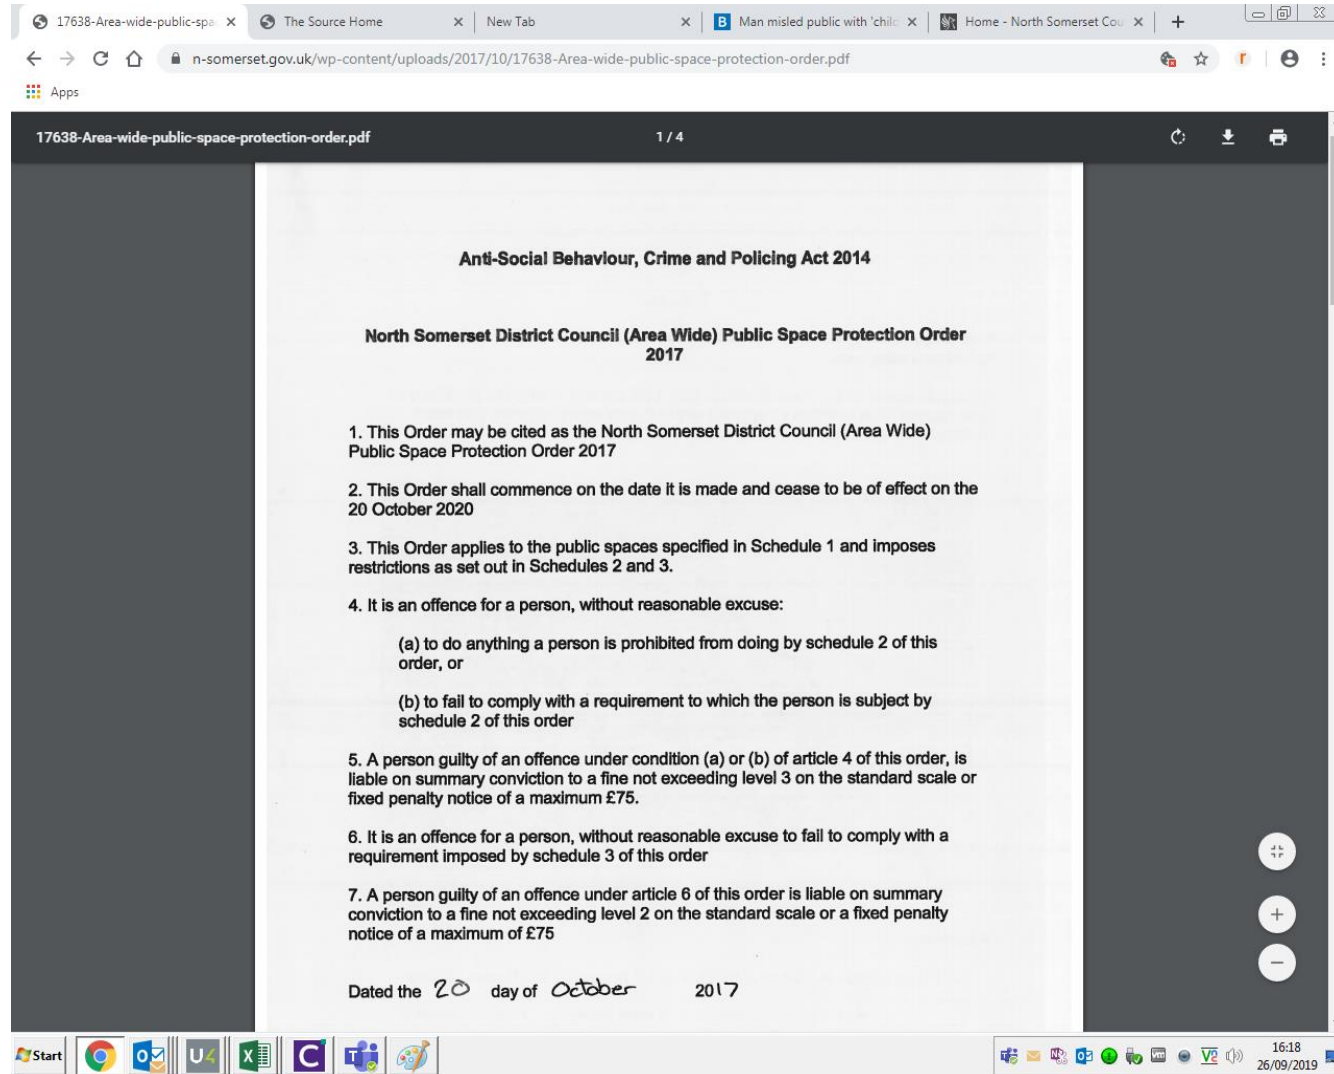 17638-Area-wide-public-spa
The Source Home
New Tab
Man misled public with 'chil
Home - North Somerset Cou
n-somerset.gov.uk/wp-content/uploads/2017/10/17638-Area-wide-public-space-protection-order.pdf
Apps
17638-Area-wide-public-space-protection-order.pdf
1 / 4
Anti-Social Behaviour, Crime and Policing Act 2014
North Somerset District Council (Area Wide) Public Space Protection Order
2017
1. This Order may be cited as the North Somerset District Council (Area Wide)
Public Space Protection Order 2017
2. This Order shall commence on the date it is made and cease to be of effect on the
20 October 2020
3. This Order applies to the public spaces specified in Schedule 1 and imposes
restrictions as set out in Schedules 2 and 3.
4. It is an offence for a person, without reasonable excuse:
(a) to do anything a person is prohibited from doing by schedule 2 of this
order, or
(b) to fail to comply with a requirement to which the person is subject by
schedule 2 of this order
5. A person guilty of an offence under condition (a) or (b) of article 4 of this order, is
liable on summary conviction to a fine not exceeding level 3 on the standard scale or
fixed penalty notice of a maximum £75.
6. It is an offence for a person, without reasonable excuse to fail to comply with a
requirement imposed by schedule 3 of this order
7. A person guilty of an offence under article 6 of this order is liable on summary
conviction to a fine not exceeding level 2 on the standard scale or a fixed penalty
notice of a maximum of £75
Dated the 20 day of October 2017
Start
16:18
26/09/2019